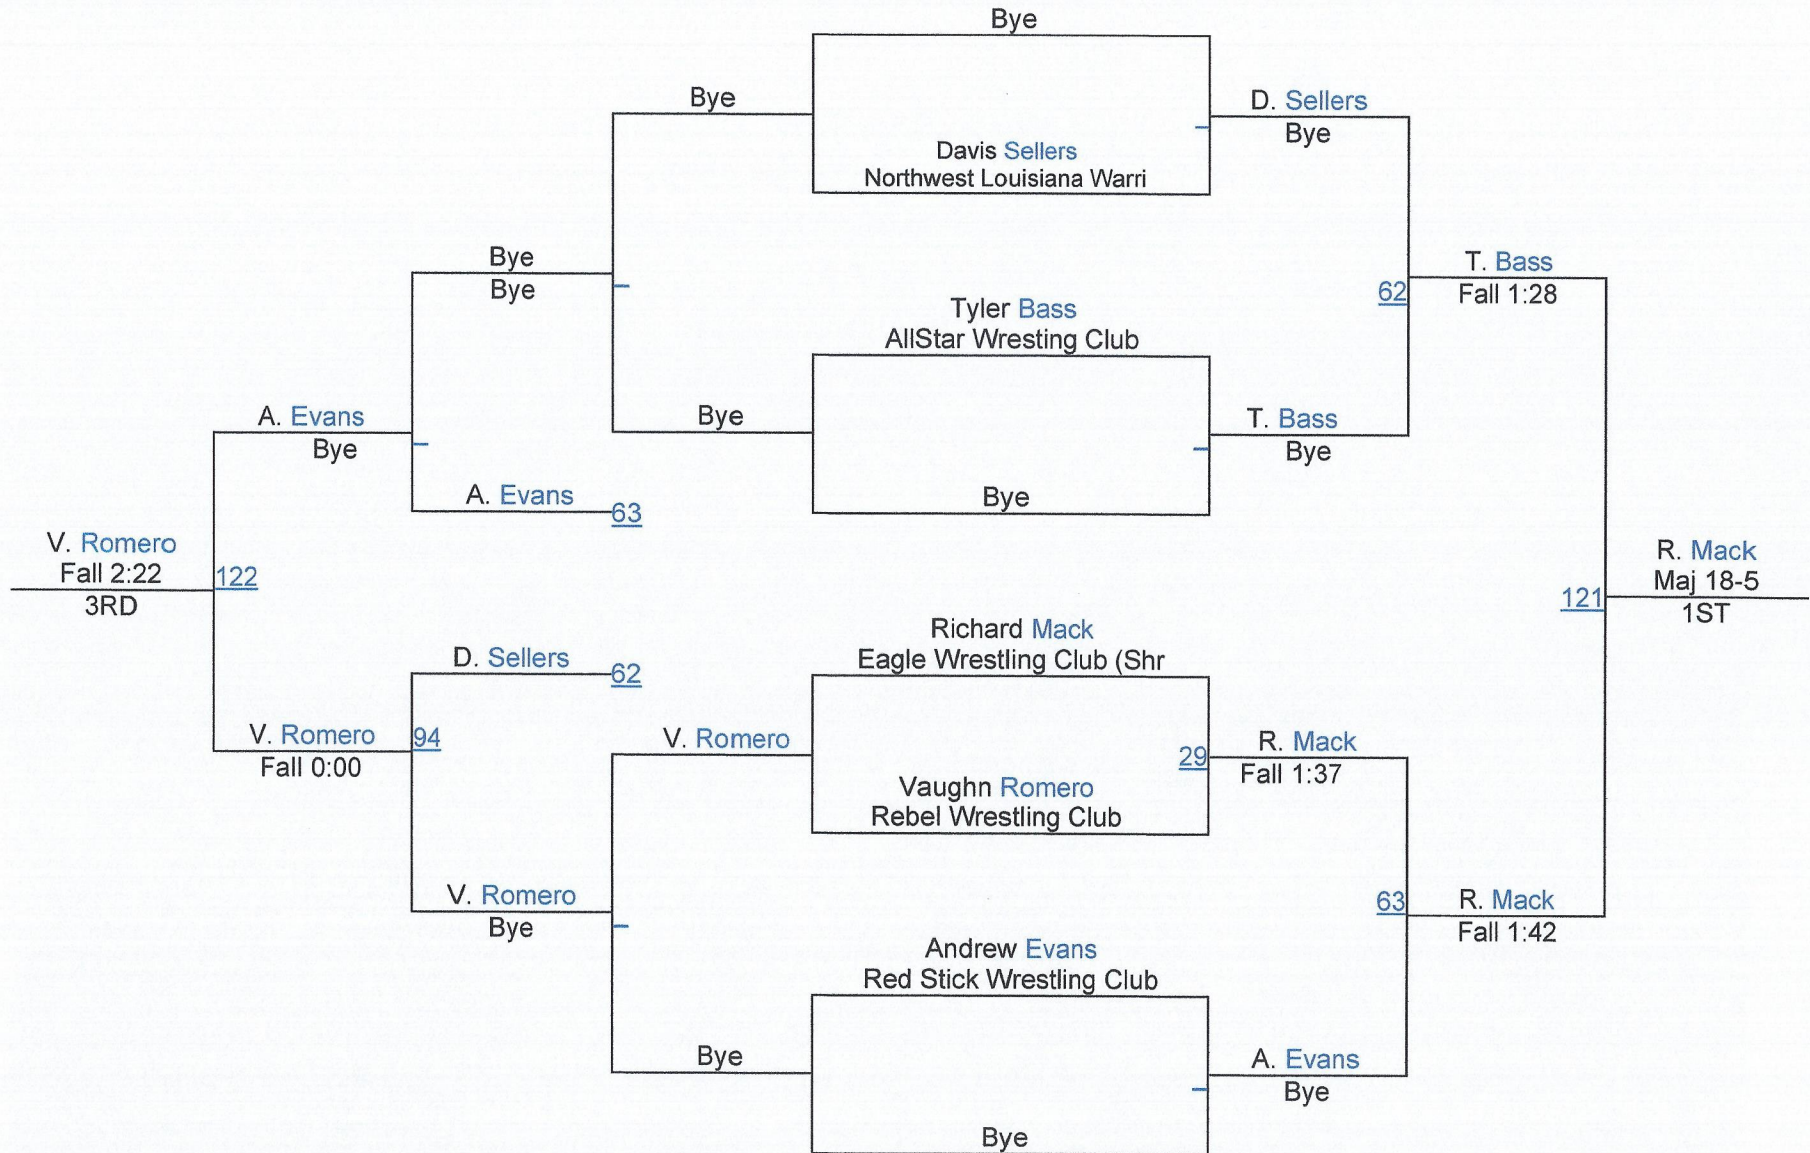 Bye
Bye
D. Sellers
Bye
Davis Sellers
Northwest Louisiana Warri
Bye
Bye
T. Bass
Fall 1:28
62
Tyler Bass
AllStar Wresting Club
A. Evans
Bye
Bye
T. Bass
Bye
A. Evans
63
Bye
V. Romero
Fall 2:22
3RD
122
R. Mack
Maj 18-5
1ST
121
D. Sellers
62
Richard Mack
Eagle Wrestling Club (Shr
V. Romero
Fall 0:00
94
V. Romero
29
R. Mack
Fall 1:37
Vaughn Romero
Rebel Wrestling Club
V. Romero
Bye
63
R. Mack
Fall 1:42
Andrew Evans
Red Stick Wrestling Club
Bye
A. Evans
Bye
Bye